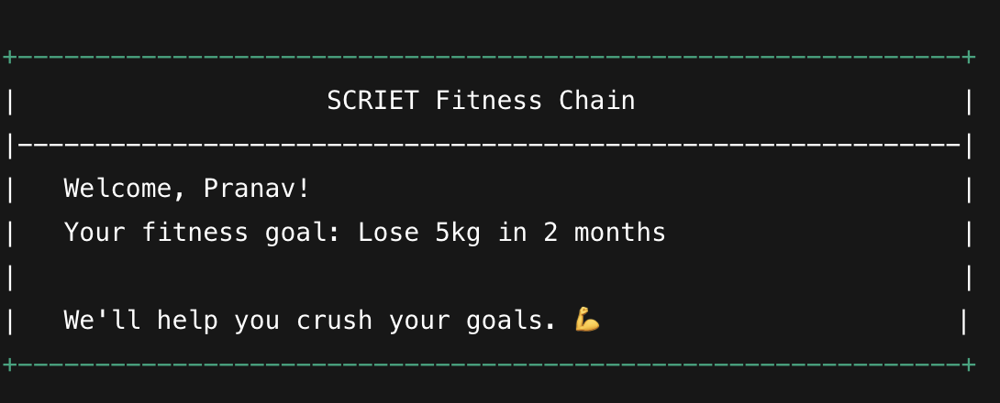 SCRIET Fitness Chain
Welcome, Pranav!
Your fitness goal: Lose 5kg in 2 months
We'll help you crush your goals. 💪